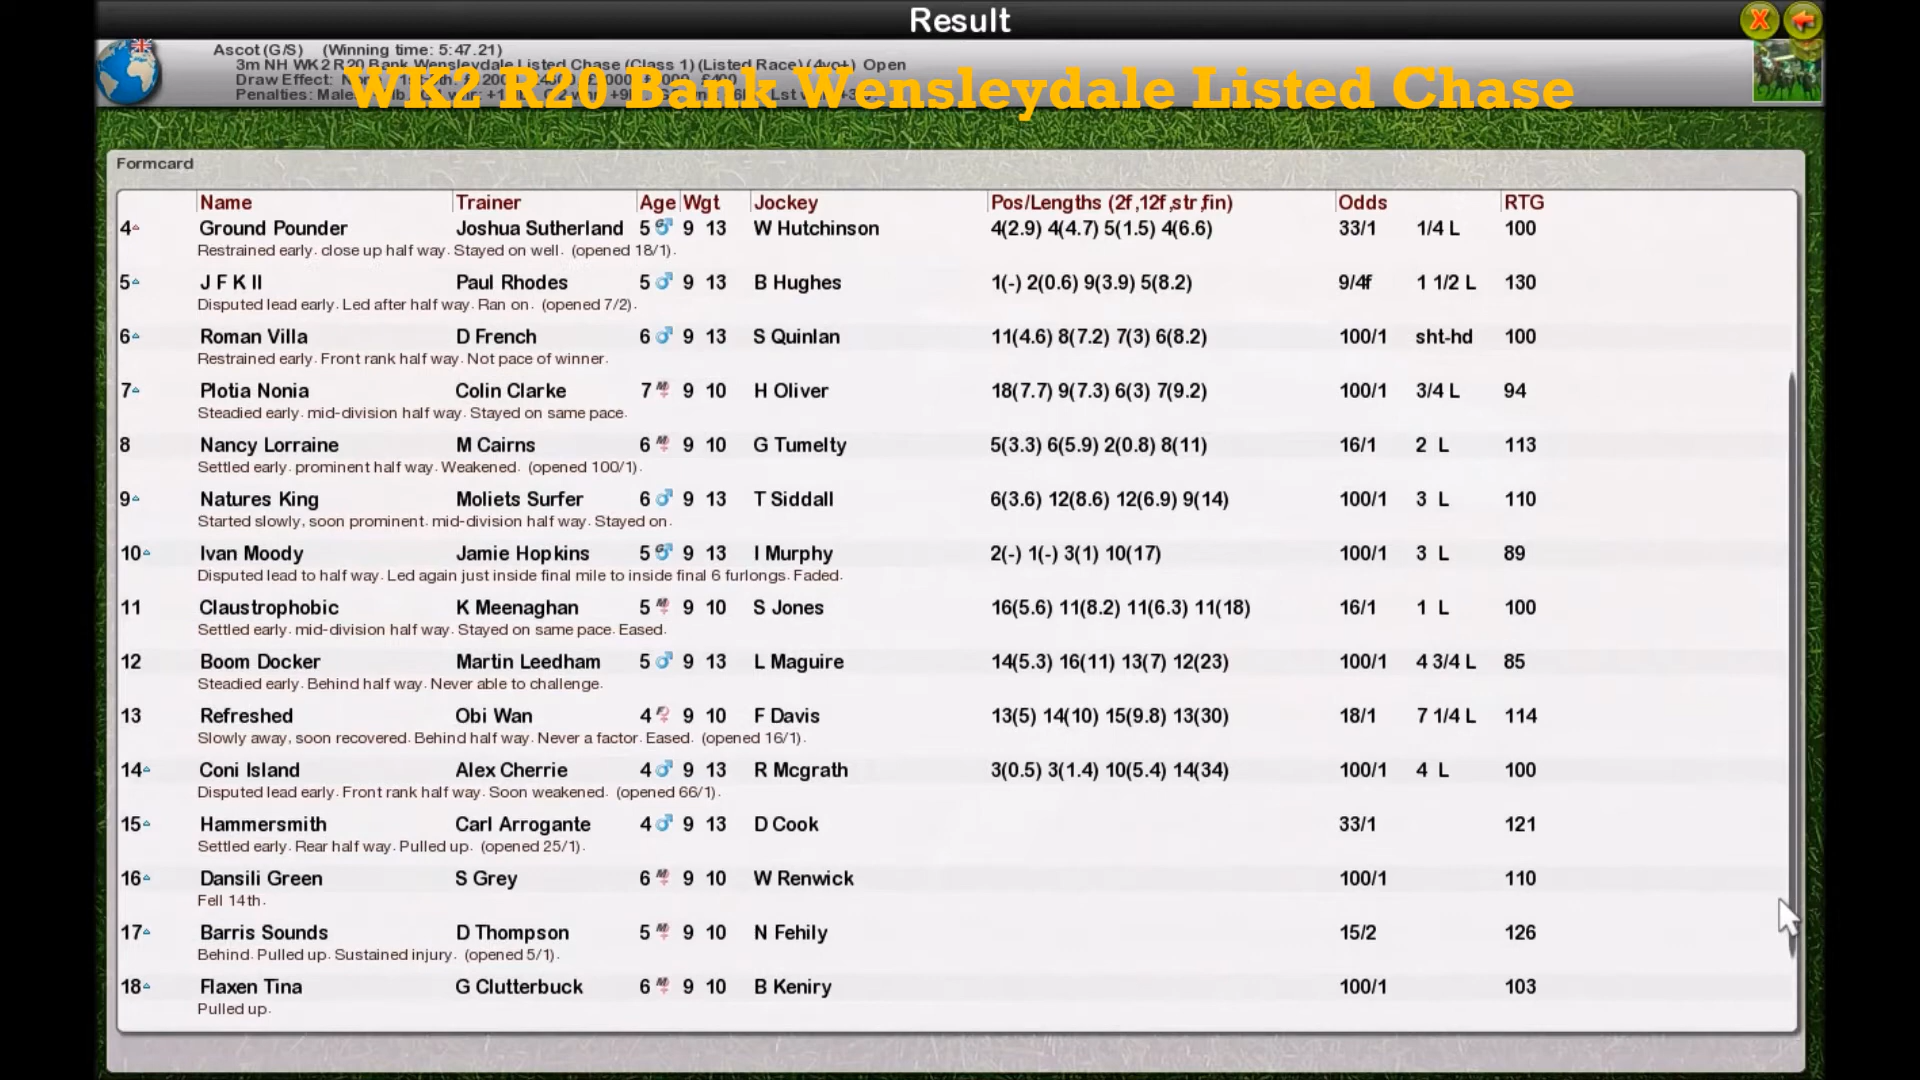 Result
Ascot (G/S) (Winning time: 5:47.21)
3m NH WK2 R20 Bank Wensleydale Listed Chase (Class 1) (Listed Race) (4yo+) Open
Draw Effect:
Penalties:
WK2 R20 Bank Wensleydale Listed Chase
Formcard
Name Trainer Age Wgt Jockey Pos/Lengths (2f,12f,str,fin) Odds RTG
4 Ground Pounder Joshua Sutherland 5 9 13 W Hutchinson 4(2.9) 4(4.7) 5(1.5) 4(6.6) 33/1 1/4 L 100
Restrained early. close up half way. Stayed on well. (opened 18/1).
5 J F K II Paul Rhodes 5 9 13 B Hughes 1(-) 2(0.6) 9(3.9) 5(8.2) 9/4f 1 1/2 L 130
Disputed lead early. Led after half way. Ran on. (opened 7/2).
6 Roman Villa D French 6 9 13 S Quinlan 11(4.6) 8(7.2) 7(3) 6(8.2) 100/1 sht-hd 100
Restrained early. Front rank half way. Not pace of winner.
7 Plotia Nonia Colin Clarke 7 9 10 H Oliver 18(7.7) 9(7.3) 6(3) 7(9.2) 100/1 3/4 L 94
Steadied early. mid-division half way. Stayed on same pace.
8 Nancy Lorraine M Cairns 6 9 10 G Tumelty 5(3.3) 6(5.9) 2(0.8) 8(11) 16/1 2 L 113
Settled early. prominent half way. Weakened. (opened 100/1).
9 Natures King Moliets Surfer 6 9 13 T Siddall 6(3.6) 12(8.6) 12(6.9) 9(14) 100/1 3 L 110
Started slowly, soon prominent. mid-division half way. Stayed on.
10 Ivan Moody Jamie Hopkins 5 9 13 I Murphy 2(-) 1(-) 3(1) 10(17) 100/1 3 L 89
Disputed lead to half way. Led again just inside final mile to inside final 6 furlongs. Faded.
11 Claustrophobic K Meenaghan 5 9 10 S Jones 16(5.6) 11(8.2) 11(6.3) 11(18) 16/1 1 L 100
Settled early. mid-division half way. Stayed on same pace. Eased.
12 Boom Docker Martin Leedham 5 9 13 L Maguire 14(5.3) 16(11) 13(7) 12(23) 100/1 4 3/4 L 85
Steadied early. Behind half way. Never able to challenge.
13 Refreshed Obi Wan 4 9 10 F Davis 13(5) 14(10) 15(9.8) 13(30) 18/1 7 1/4 L 114
Slowly away, soon recovered. Behind half way. Never a factor. Eased. (opened 16/1).
14 Coni Island Alex Cherrie 4 9 13 R Mcgrath 3(0.5) 3(1.4) 10(5.4) 14(34) 100/1 4 L 100
Disputed lead early. Front rank half way. Soon weakened. (opened 66/1).
15 Hammersmith Carl Arrogante 4 9 13 D Cook 33/1 121
Settled early. Rear half way. Pulled up. (opened 25/1).
16 Dansili Green S Grey 6 9 10 W Renwick 100/1 110
Fell 14th.
17 Barris Sounds D Thompson 5 9 10 N Fehily 15/2 126
Behind. Pulled up. Sustained injury. (opened 5/1).
18 Flaxen Tina G Clutterbuck 6 9 10 B Keniry 100/1 103
Pulled up.